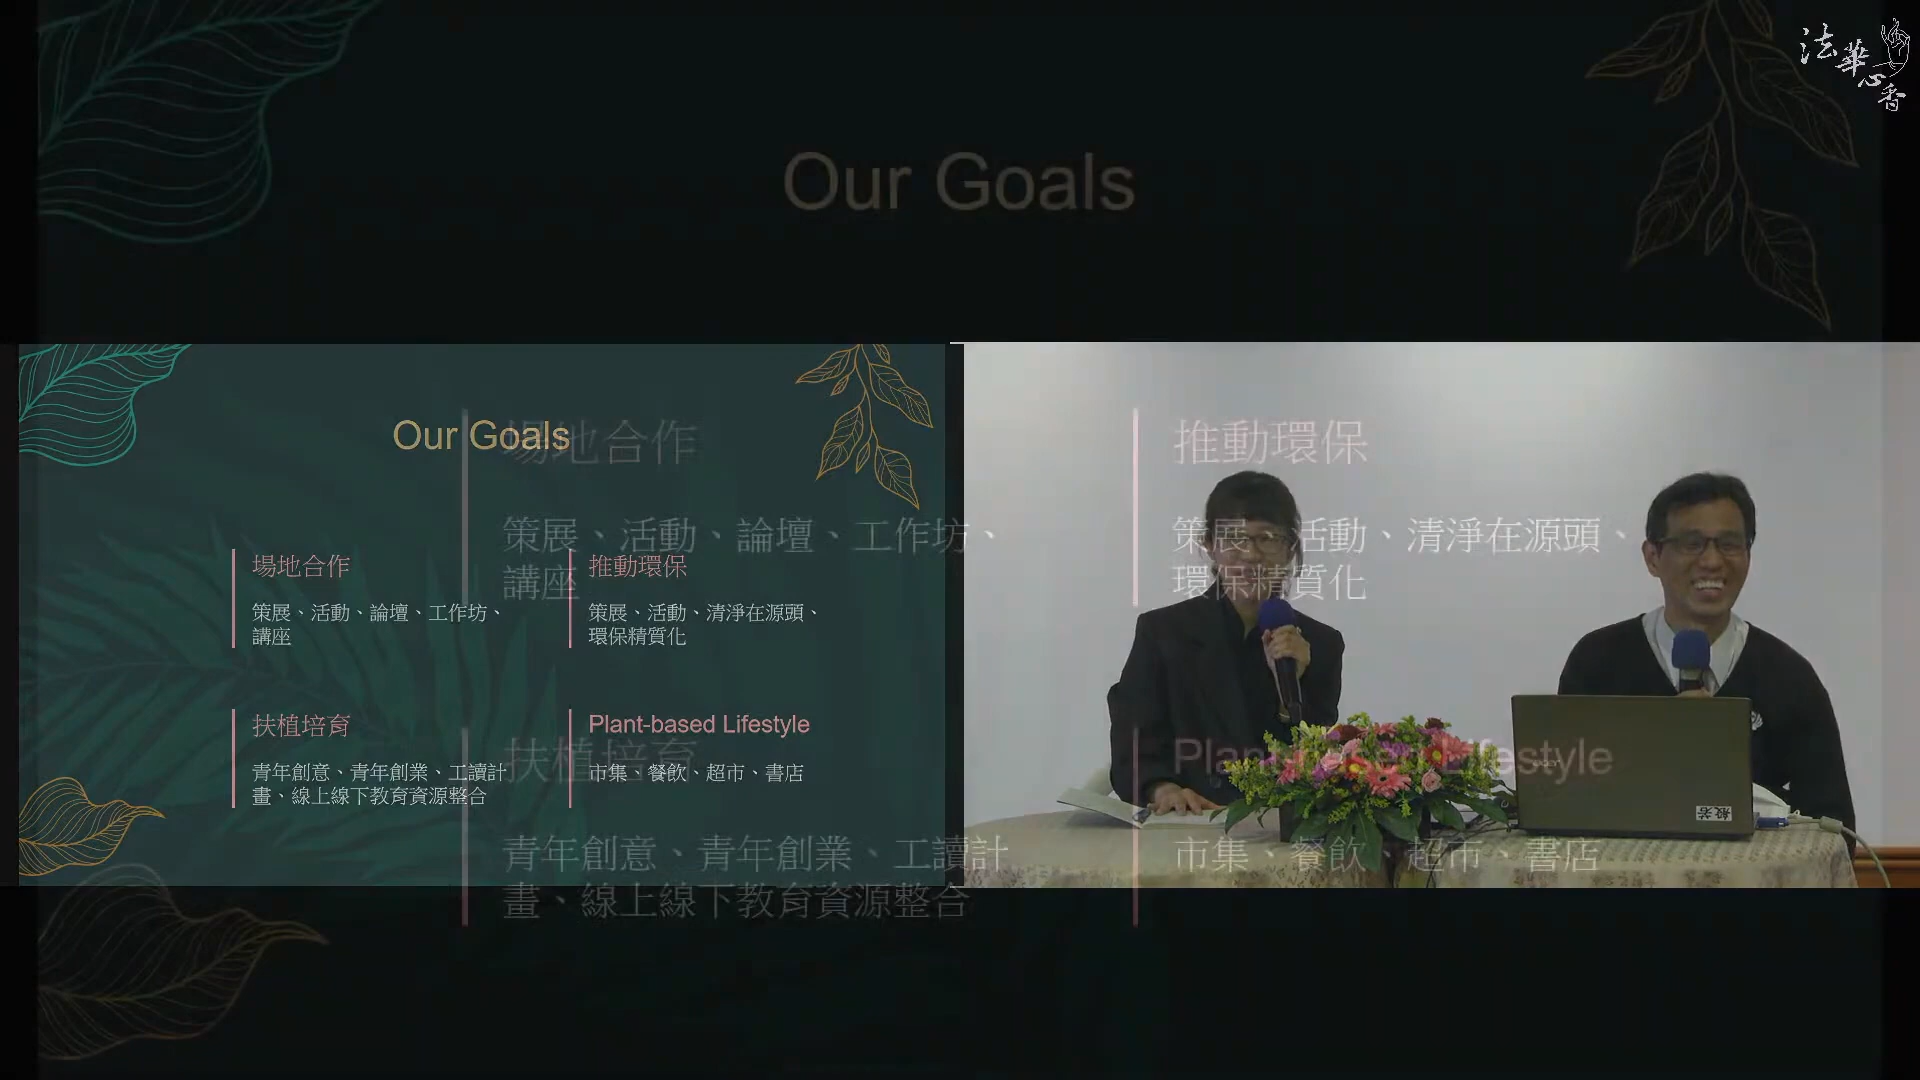 法華心香
Our Goals
Our Goals
場地合作
策展、活動、論壇、工作坊、
講座
推動環保
策展、活動、清淨在源頭、
環保精質化
扶植培育
青年創意、青年創業、工讀計
畫、線上線下教育資源整合
Plant-based Lifestyle
市集、餐飲、超市、書店
場地合作
策展、活動、論壇、工作坊、
講座
推動環保
策展、活動、清淨在源頭、
環保精質化
扶植培育
青年創意、青年創業、工讀計
畫、線上線下教育資源整合
Plant-based Lifestyle
市集、餐飲、超市、書店
acer
般若